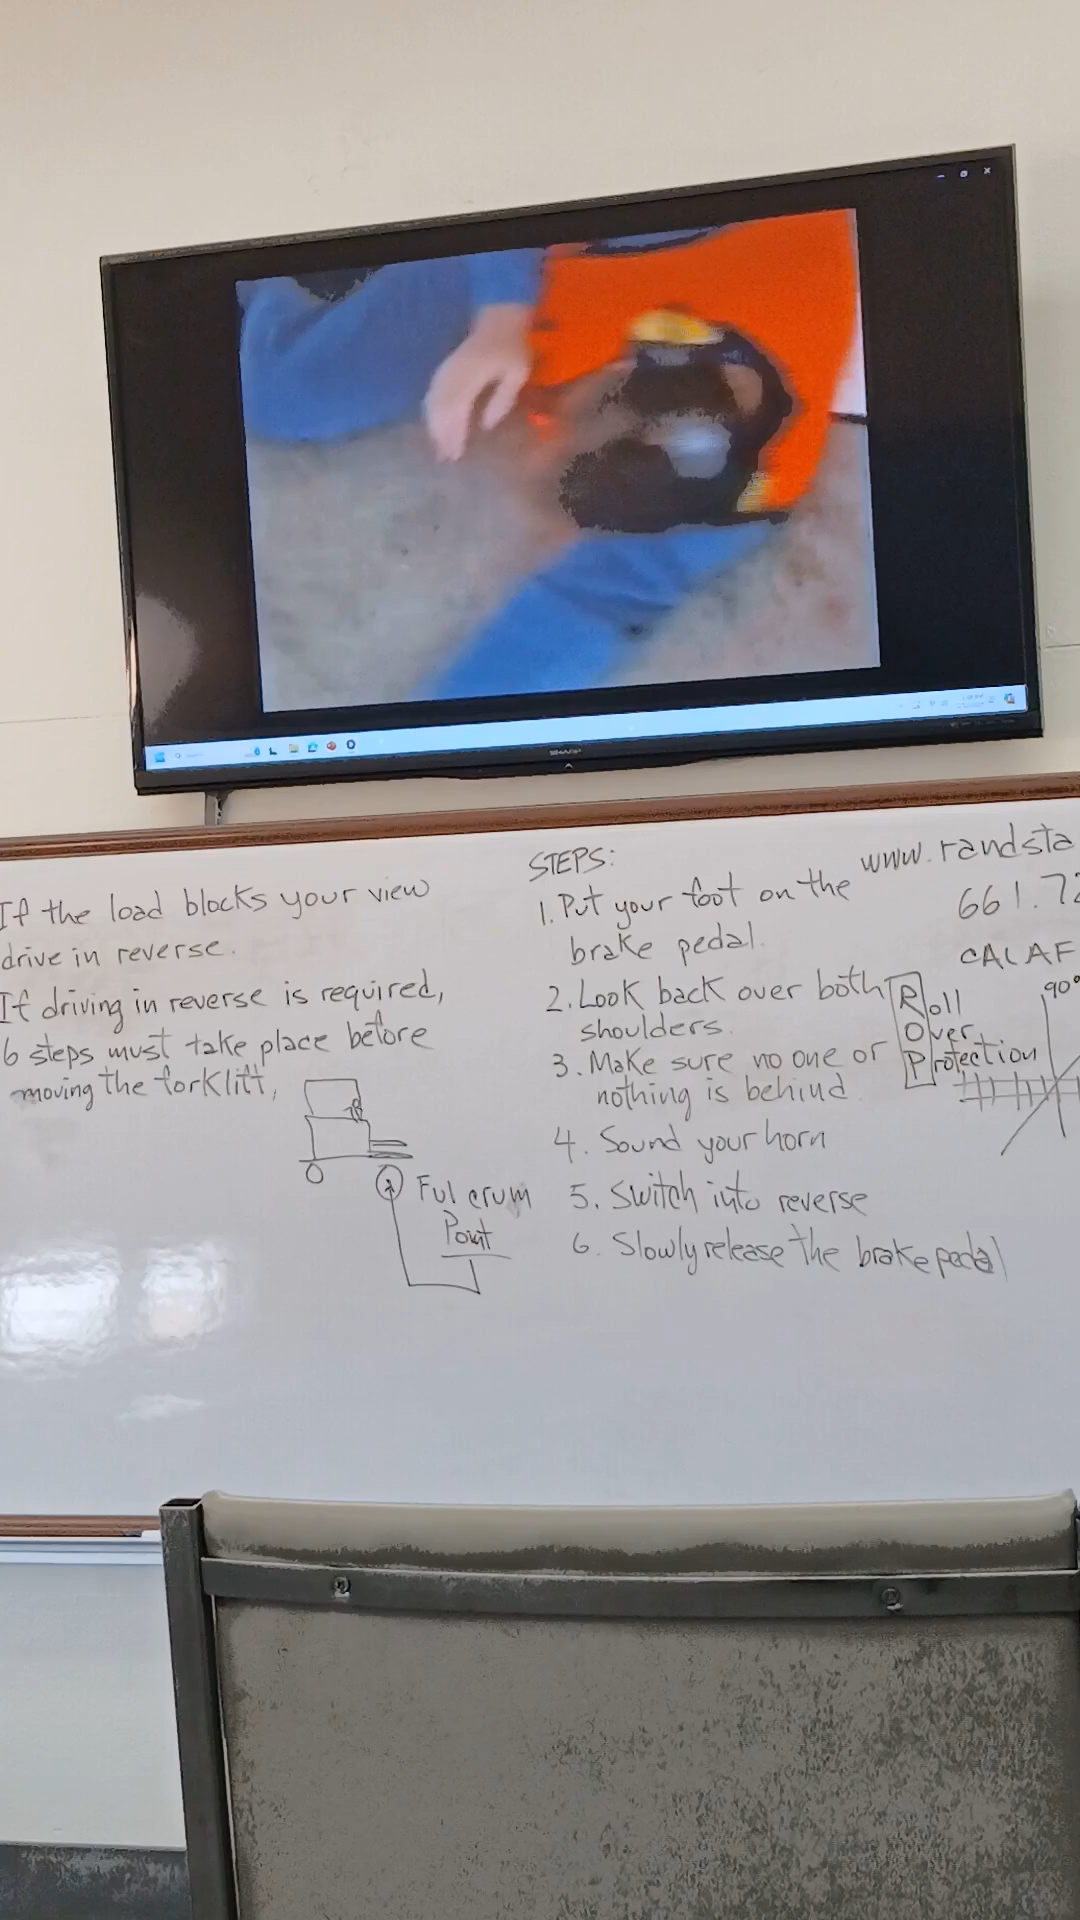 SHARP
If the load blocks your view
drive in reverse.
If driving in reverse is required,
6 steps must take place before
moving the forklift,
Fulcrum
Point
STEPS:
1. Put your foot on the
brake pedal.
2. Look back over both
shoulders.
3. Make sure no one or
nothing is behind
4. Sound your horn
5. Switch into reverse
6. Slowly release the brake pedal
www.randsta
661.72
CALAF
Roll
Over
Protection
90°